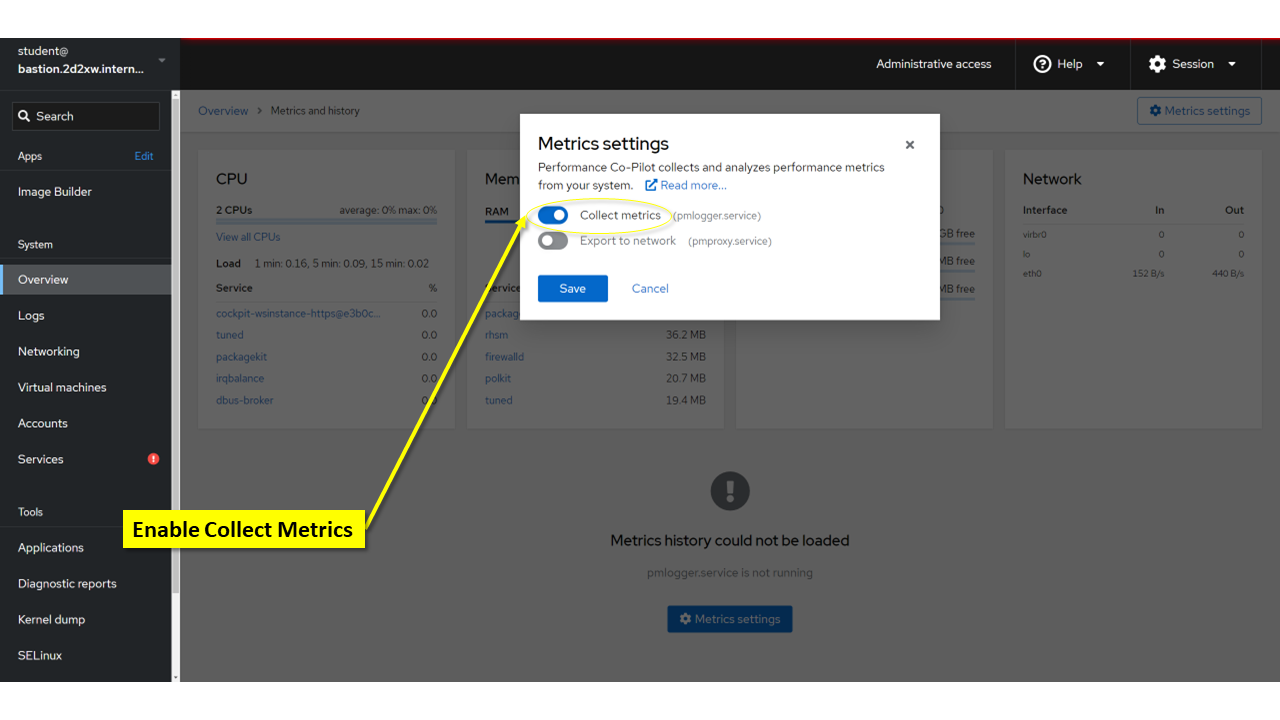 student@
bastion.2d2xw.intern...
Administrative access
Help
Session
Search
Overview > Metrics and history
Metrics settings
Apps
Edit
Image Builder
System
Overview
Logs
Networking
Virtual machines
Accounts
Services
Tools
Applications
Diagnostic reports
Kernel dump
SELinux
CPU
2 CPUs average: 0% max: 0%
View all CPUs
Load 1 min: 0.16, 5 min: 0.09, 15 min: 0.02
Service %
cockpit-wsinstance-https@e3b0c... 0.0
tuned 0.0
packagekit 0.0
irqbalance 0.0
dbus-broker 0.0
Mem
RAM
Service
packag
rhsm 36.2 MB
firewalld 32.5 MB
polkit 20.7 MB
tuned 19.4 MB
GB free
MB free
MB free
Network
Interface In Out
virbr0 0 0
lo 0 0
eth0 152 B/s 440 B/s
Metrics settings
Performance Co-Pilot collects and analyzes performance metrics
from your system. Read more...
Collect metrics (pmlogger.service)
Export to network (pmproxy.service)
Save
Cancel
Enable Collect Metrics
Metrics history could not be loaded
pmlogger.service is not running
Metrics settings